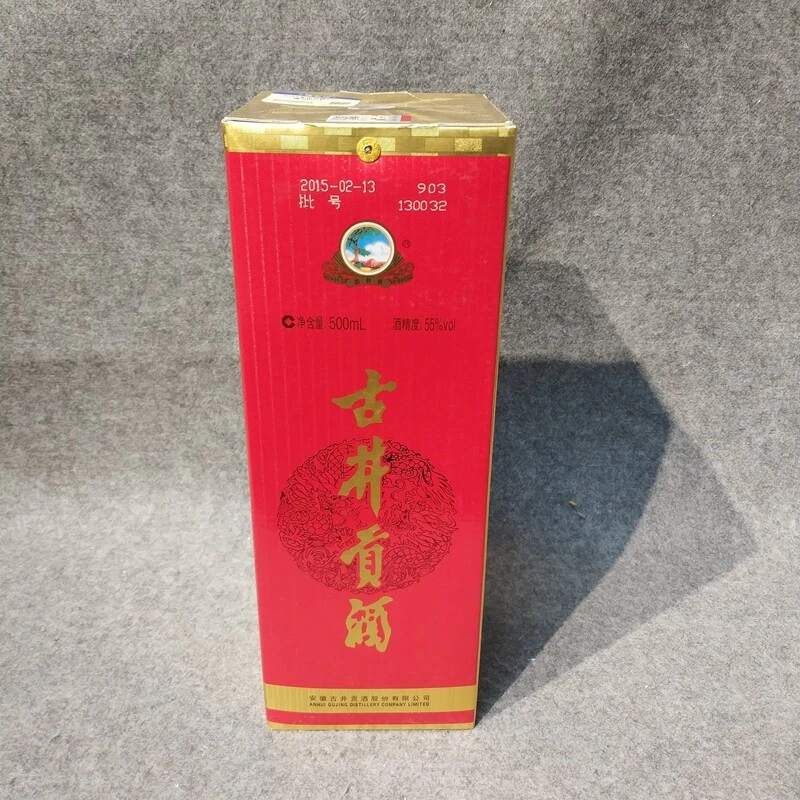 2015-02-13 903
批号 130032
净含量 500mL 酒精度: 55%vol
古井贡酒
安徽古井贡酒股份有限公司
ANHUI GUJING DISTILLERY COMPANY LIMITED